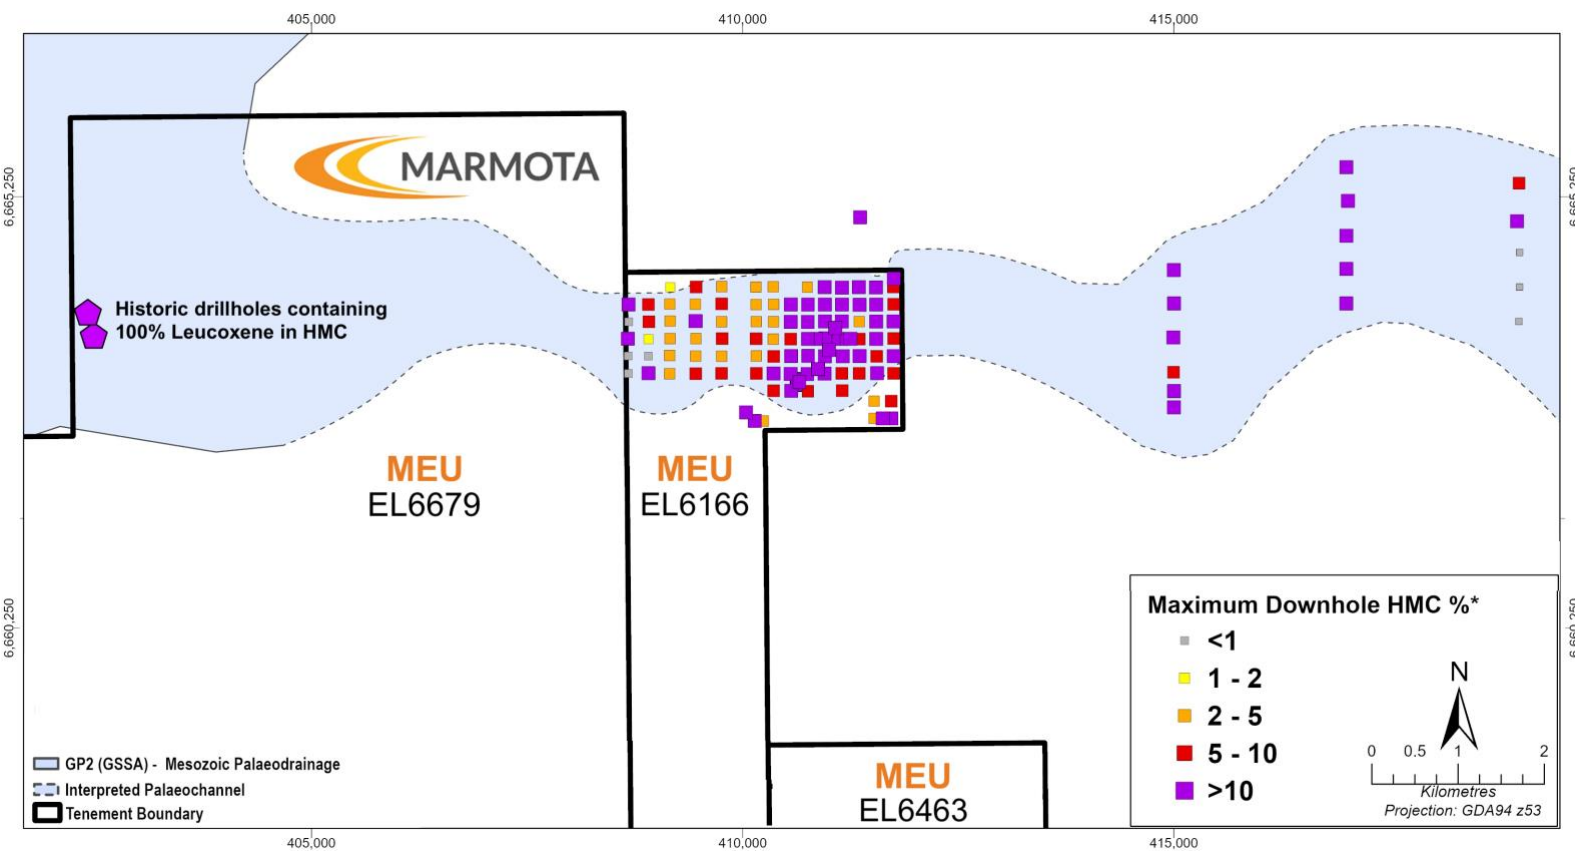 405,000
410,000
415,000
6,665,250
6,665,250
MARMOTA
Historic drillholes containing
100% Leucoxene in HMC
MEU
EL6679
MEU
EL6166
6,660,250
6,660,250
MEU
EL6463
Maximum Downhole HMC %*
<1
1 - 2
2 - 5
5 - 10
>10
N
0 0.5 1 2
Kilometres
Projection: GDA94 z53
GP2 (GSSA) - Mesozoic Palaeodrainage
Interpreted Palaeochannel
Tenement Boundary
405,000
410,000
415,000